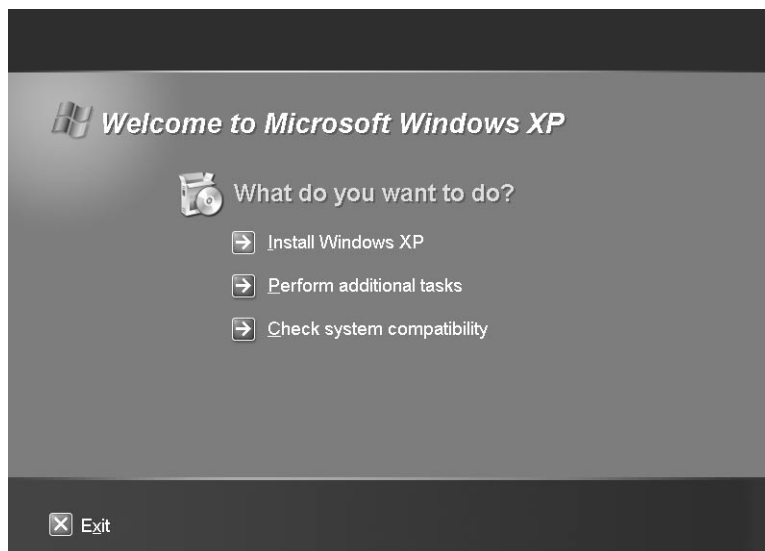 Welcome to Microsoft Windows XP
What do you want to do?
Install Windows XP
Perform additional tasks
Check system compatibility
Exit